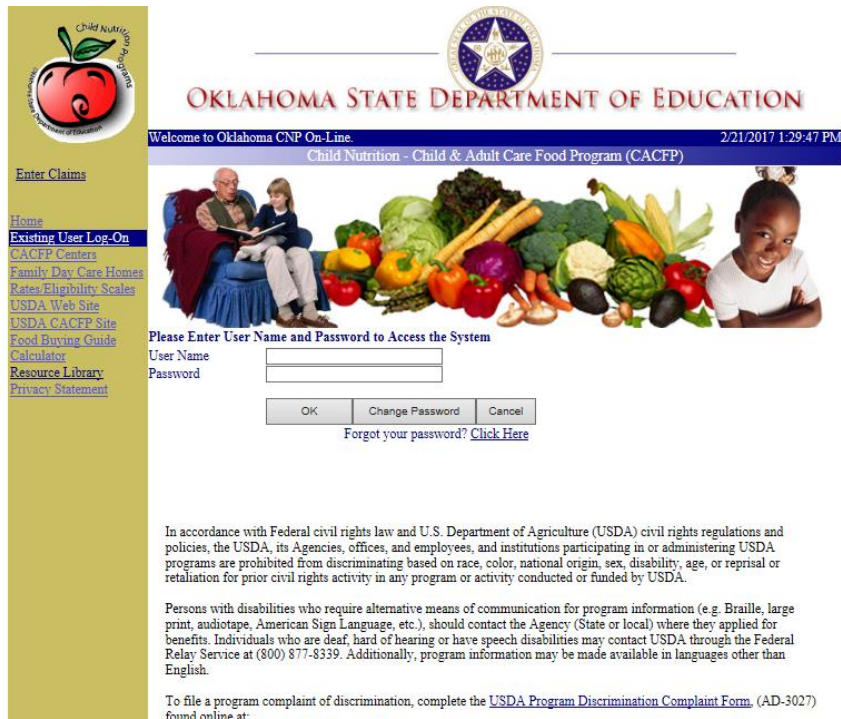 Child Nutrition Programs
Oklahoma State Department of Education
OKLAHOMA STATE DEPARTMENT OF EDUCATION
Welcome to Oklahoma CNP On-Line. 2/21/2017 1:29:47 PM
Child Nutrition - Child & Adult Care Food Program (CACFP)
Enter Claims
Home
Existing User Log-On
CACFP Centers
Family Day Care Homes
Rates/Eligibility Scales
USDA Web Site
USDA CACFP Site
Food Buying Guide
Calculator
Resource Library
Privacy Statement
Please Enter User Name and Password to Access the System
User Name
Password
OK Change Password Cancel
Forgot your password? Click Here
In accordance with Federal civil rights law and U.S. Department of Agriculture (USDA) civil rights regulations and
policies, the USDA, its Agencies, offices, and employees, and institutions participating in or administering USDA
programs are prohibited from discriminating based on race, color, national origin, sex, disability, age, or reprisal or
retaliation for prior civil rights activity in any program or activity conducted or funded by USDA.
Persons with disabilities who require alternative means of communication for program information (e.g. Braille, large
print, audiotape, American Sign Language, etc.), should contact the Agency (State or local) where they applied for
benefits. Individuals who are deaf, hard of hearing or have speech disabilities may contact USDA through the Federal
Relay Service at (800) 877-8339. Additionally, program information may be made available in languages other than
English.
To file a program complaint of discrimination, complete the USDA Program Discrimination Complaint Form, (AD-3027)
found online at: